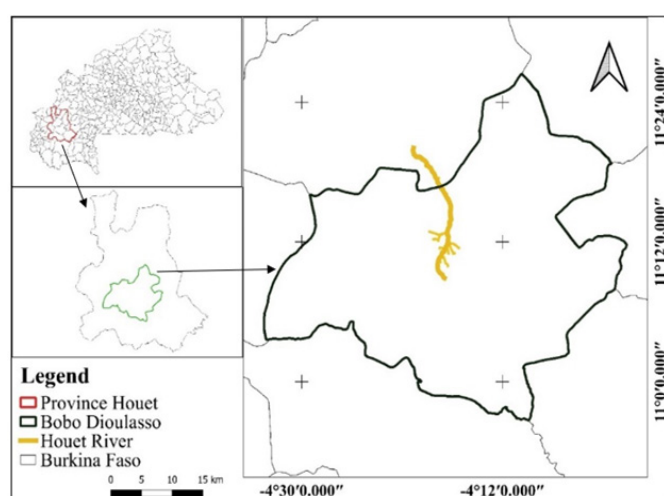 11°24'0.000"
11°12'0.000"
11°0'0.000"
Legend
Province Houet
Bobo Dioulasso
Houet River
Burkina Faso
0 5 10 15 km
-4°30'0.000"
-4°12'0.000"